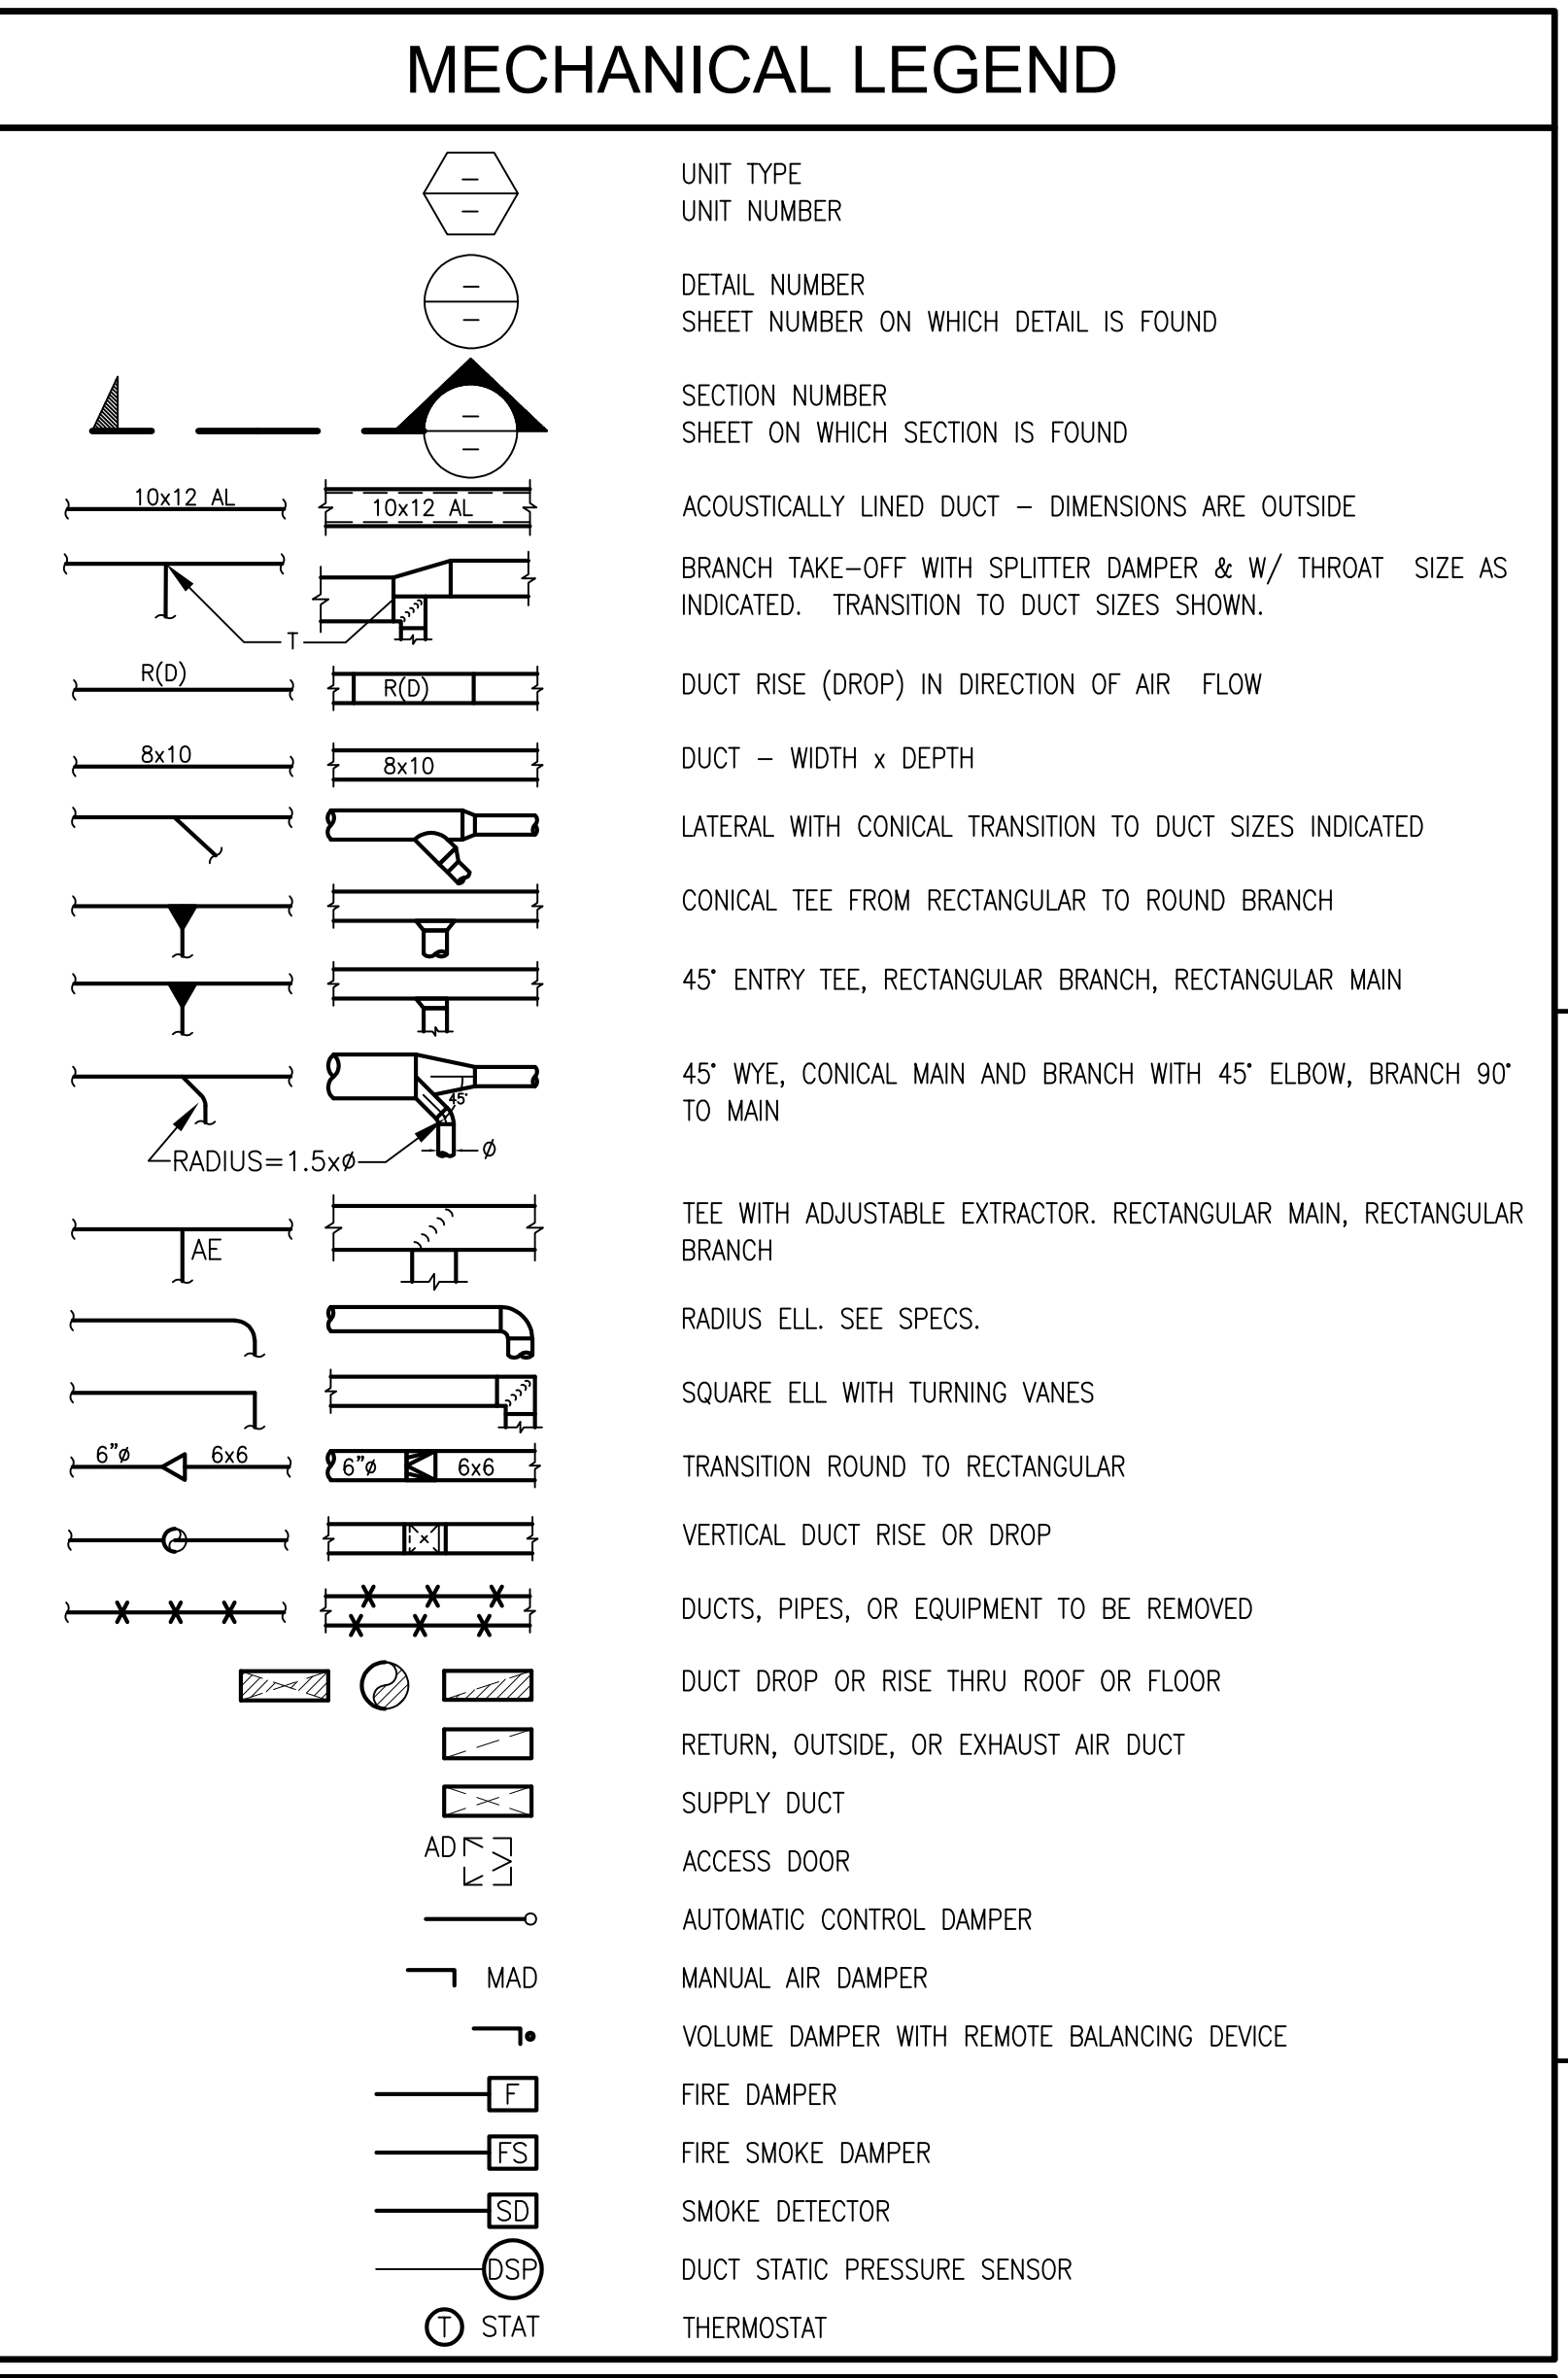 MECHANICAL LEGEND
UNIT TYPE
UNIT NUMBER
DETAIL NUMBER
SHEET NUMBER ON WHICH DETAIL IS FOUND
SECTION NUMBER
SHEET ON WHICH SECTION IS FOUND
10x12 AL 10x12 AL ACOUSTICALLY LINED DUCT – DIMENSIONS ARE OUTSIDE
BRANCH TAKE–OFF WITH SPLITTER DAMPER & W/ THROAT SIZE AS
INDICATED. TRANSITION TO DUCT SIZES SHOWN.
T
R(D) R(D) DUCT RISE (DROP) IN DIRECTION OF AIR FLOW
8x10 8x10 DUCT – WIDTH x DEPTH
LATERAL WITH CONICAL TRANSITION TO DUCT SIZES INDICATED
CONICAL TEE FROM RECTANGULAR TO ROUND BRANCH
45° ENTRY TEE, RECTANGULAR BRANCH, RECTANGULAR MAIN
45° WYE, CONICAL MAIN AND BRANCH WITH 45° ELBOW, BRANCH 90°
TO MAIN
45°
RADIUS=1.5xø ø
TEE WITH ADJUSTABLE EXTRACTOR. RECTANGULAR MAIN, RECTANGULAR
BRANCH
AE
RADIUS ELL. SEE SPECS.
SQUARE ELL WITH TURNING VANES
6"ø 6x6 6"ø 6x6 TRANSITION ROUND TO RECTANGULAR
VERTICAL DUCT RISE OR DROP
DUCTS, PIPES, OR EQUIPMENT TO BE REMOVED
DUCT DROP OR RISE THRU ROOF OR FLOOR
RETURN, OUTSIDE, OR EXHAUST AIR DUCT
SUPPLY DUCT
AD ACCESS DOOR
AUTOMATIC CONTROL DAMPER
MAD MANUAL AIR DAMPER
VOLUME DAMPER WITH REMOTE BALANCING DEVICE
F FIRE DAMPER
FS FIRE SMOKE DAMPER
SD SMOKE DETECTOR
DSP DUCT STATIC PRESSURE SENSOR
T STAT THERMOSTAT